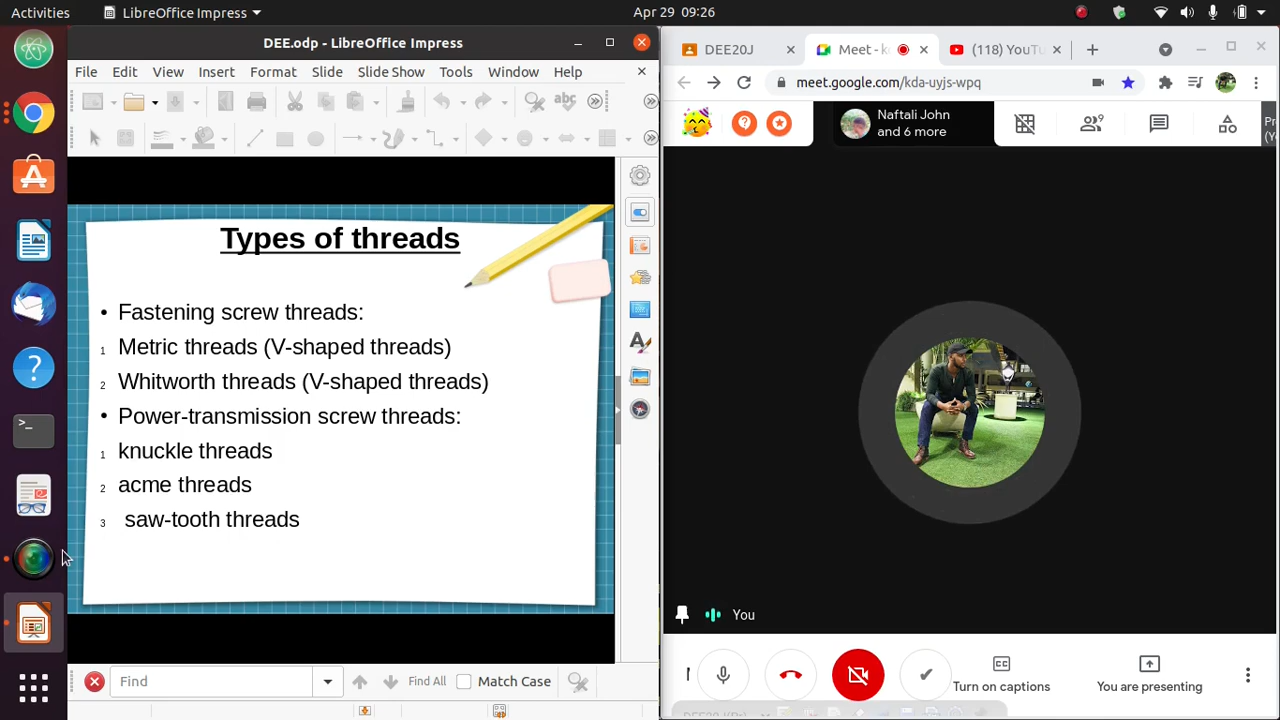 Activities
LibreOffice Impress
Apr 29 09:26
DEE.odp - LibreOffice Impress
File Edit View Insert Format Slide Slide Show Tools Window Help
Types of threads
• Fastening screw threads:
1 Metric threads (V-shaped threads)
2 Whitworth threads (V-shaped threads)
• Power-transmission screw threads:
1 knuckle threads
2 acme threads
3 saw-tooth threads
Find
Find All
Match Case
DEE20J
Meet - k
(118) YouTu
meet.google.com/kda-uyjs-wpq
Naftali John
and 6 more
9
You
Turn on captions
You are presenting